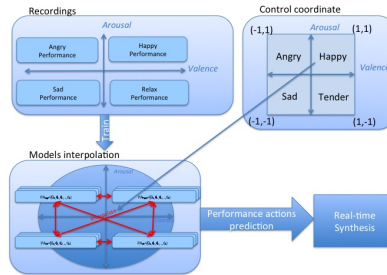 Recordings
Arousal
Angry
Performance
Happy
Performance
Valence
Sad
Performance
Relax
Performance
Control coordinate
Arousal
(-1,1)
(1,1)
Angry
Happy
Valence
Sad
Tender
(-1,-1)
(1,-1)
Train
Models interpolation
Arousal
Performance actions
prediction
Real-time
Synthesis